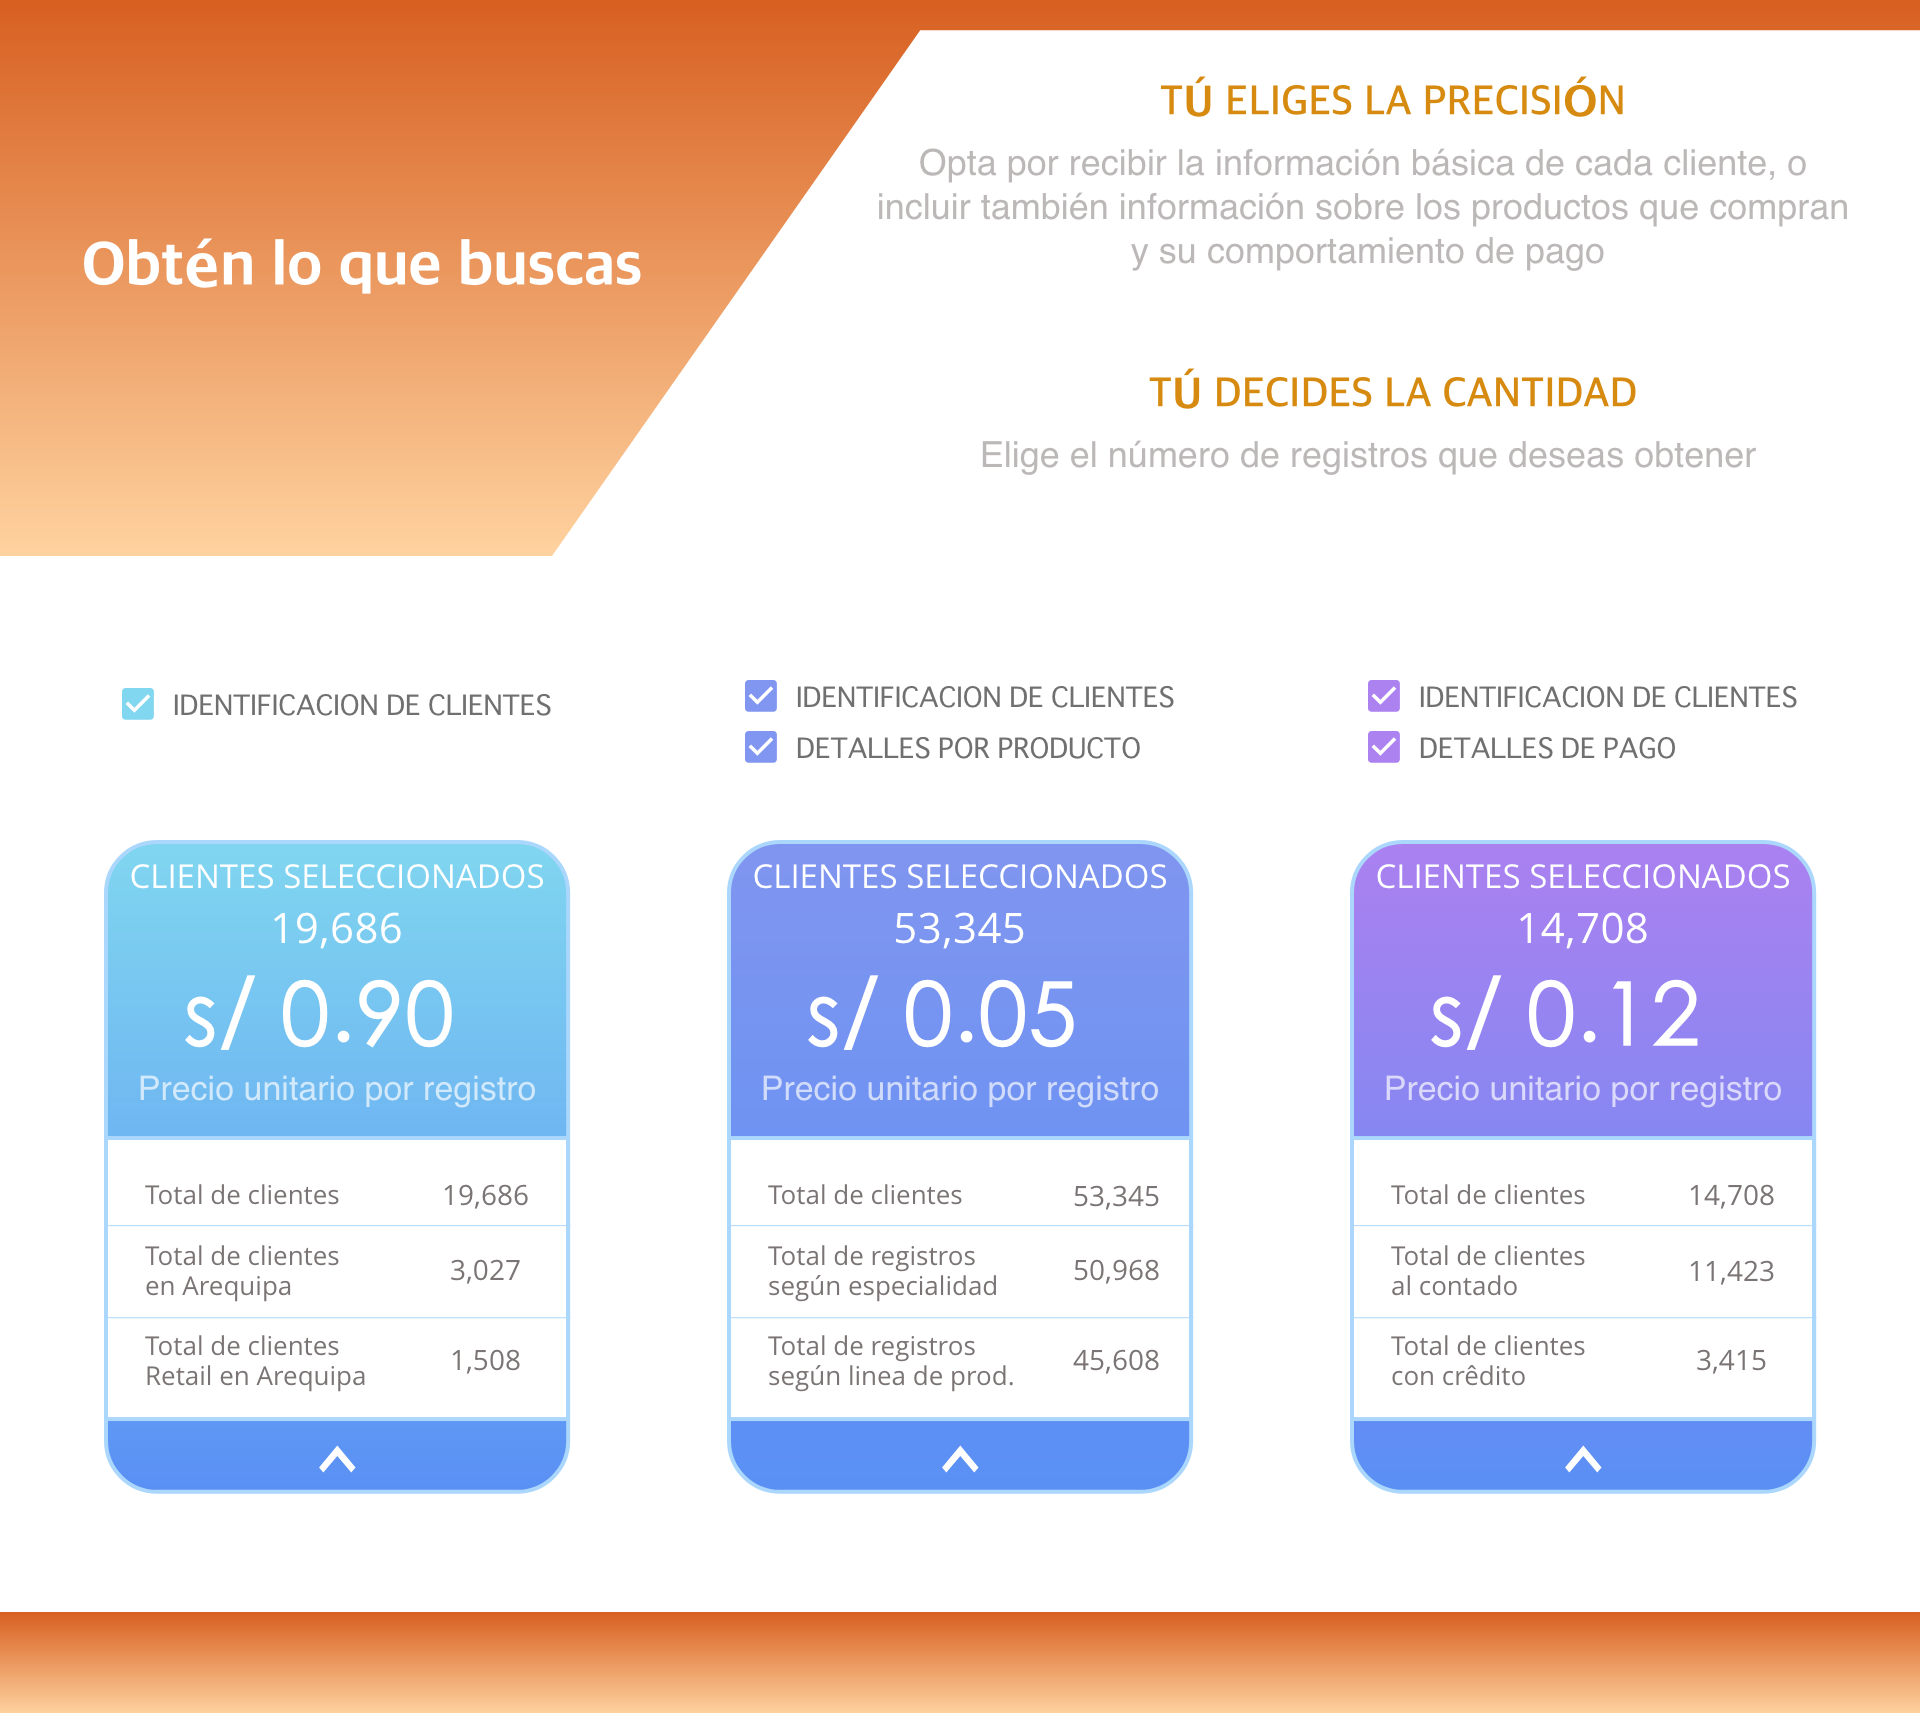 Obtén lo que buscas
TÚ ELIGES LA PRECISIÓN
Opta por recibir la información básica de cada cliente, o
incluir también información sobre los productos que compran
y su comportamiento de pago
TÚ DECIDES LA CANTIDAD
Elige el número de registros que deseas obtener
IDENTIFICACION DE CLIENTES
CLIENTES SELECCIONADOS
19,686
s/ 0.90
Precio unitario por registro
Total de clientes 19,686
Total de clientes
en Arequipa 3,027
Total de clientes
Retail en Arequipa 1,508
IDENTIFICACION DE CLIENTES
DETALLES POR PRODUCTO
CLIENTES SELECCIONADOS
53,345
s/ 0.05
Precio unitario por registro
Total de clientes 53,345
Total de registros
según especialidad 50,968
Total de registros
según linea de prod. 45,608
IDENTIFICACION DE CLIENTES
DETALLES DE PAGO
CLIENTES SELECCIONADOS
14,708
s/ 0.12
Precio unitario por registro
Total de clientes 14,708
Total de clientes
al contado 11,423
Total de clientes
con crêdito 3,415